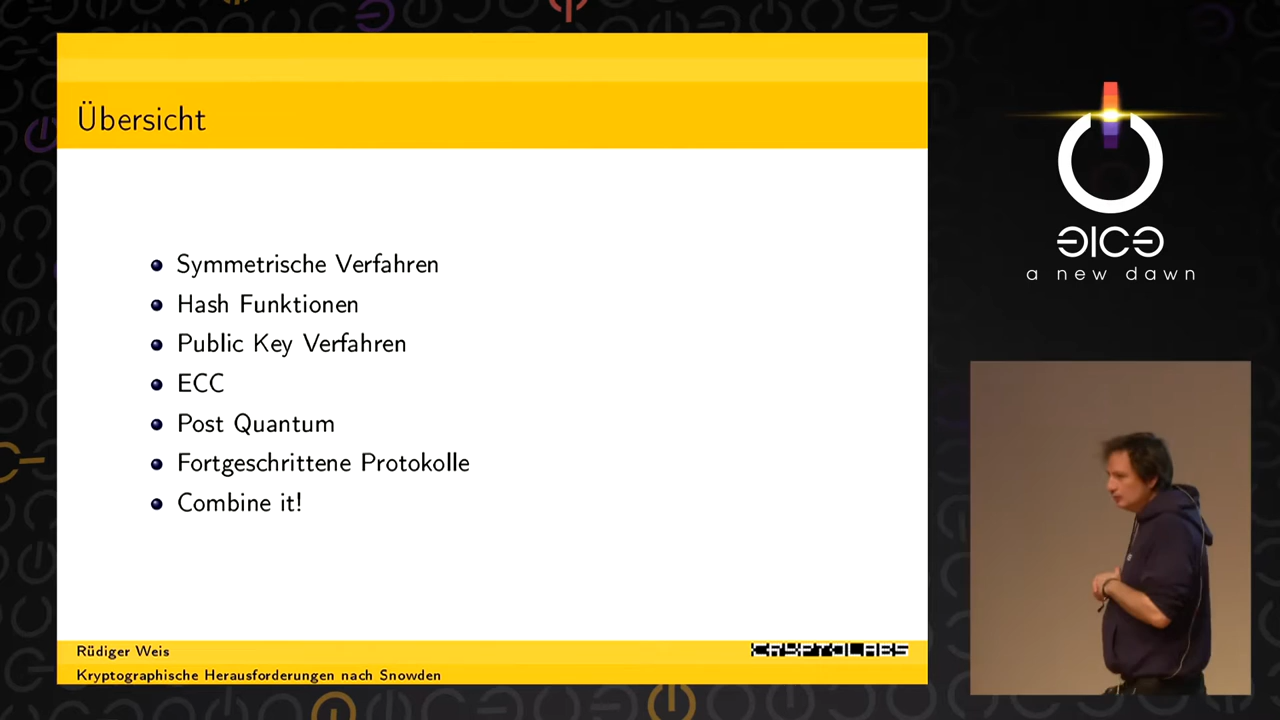 Übersicht
Symmetrische Verfahren
Hash Funktionen
Public Key Verfahren
ECC
Post Quantum
Fortgeschrittene Protokolle
Combine it!
Rüdiger Weis
Kryptographische Herausforderungen nach Snowden
CRYPTOLABS
a new dawn